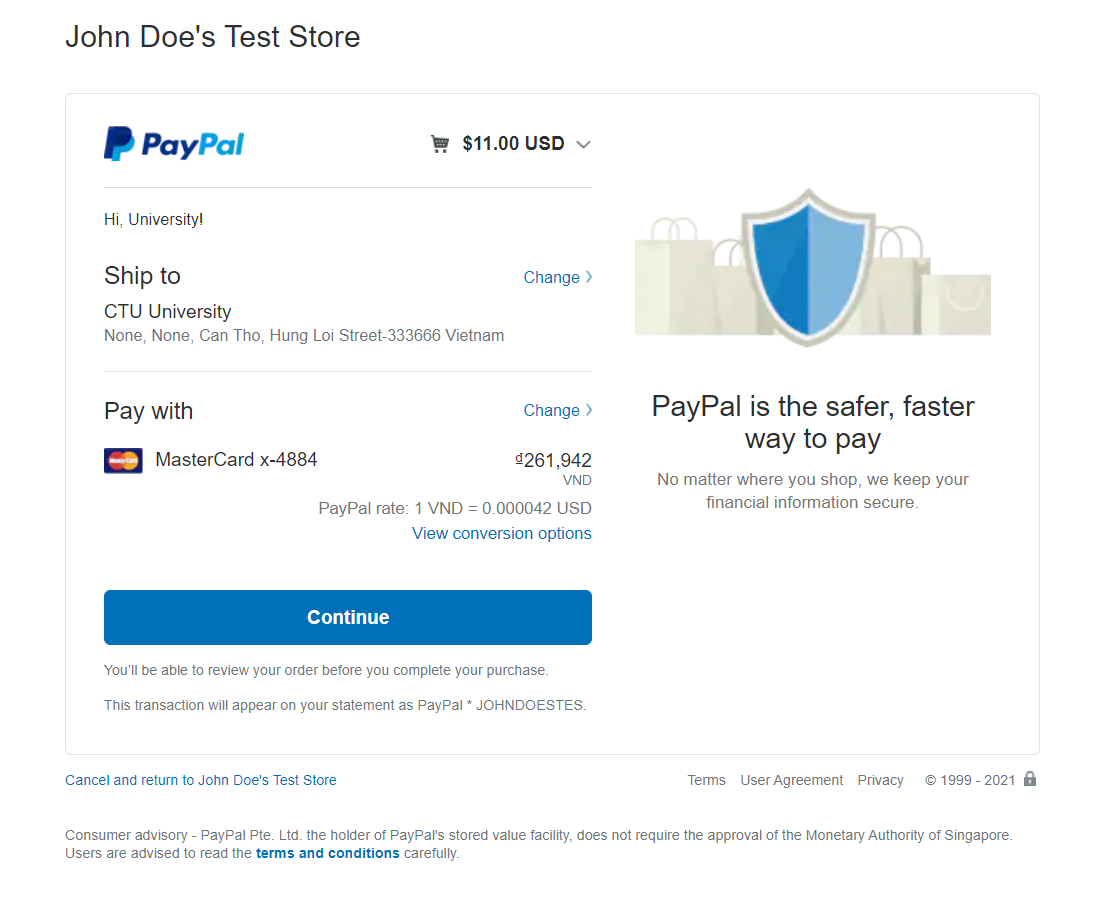 John Doe's Test Store
PayPal
$11.00 USD
Hi, University!
Ship to
Change
CTU University
None, None, Can Tho, Hung Loi Street-333666 Vietnam
Pay with
Change
MasterCard
MasterCard x-4884
₫261,942
VND
PayPal rate: 1 VND = 0.000042 USD
View conversion options
Continue
You'll be able to review your order before you complete your purchase.
This transaction will appear on your statement as PayPal * JOHNDOESTES.
PayPal is the safer, faster
way to pay
No matter where you shop, we keep your
financial information secure.
Cancel and return to John Doe's Test Store
Terms User Agreement Privacy © 1999 - 2021
Consumer advisory - PayPal Pte. Ltd. the holder of PayPal's stored value facility, does not require the approval of the Monetary Authority of Singapore.
Users are advised to read the terms and conditions carefully.